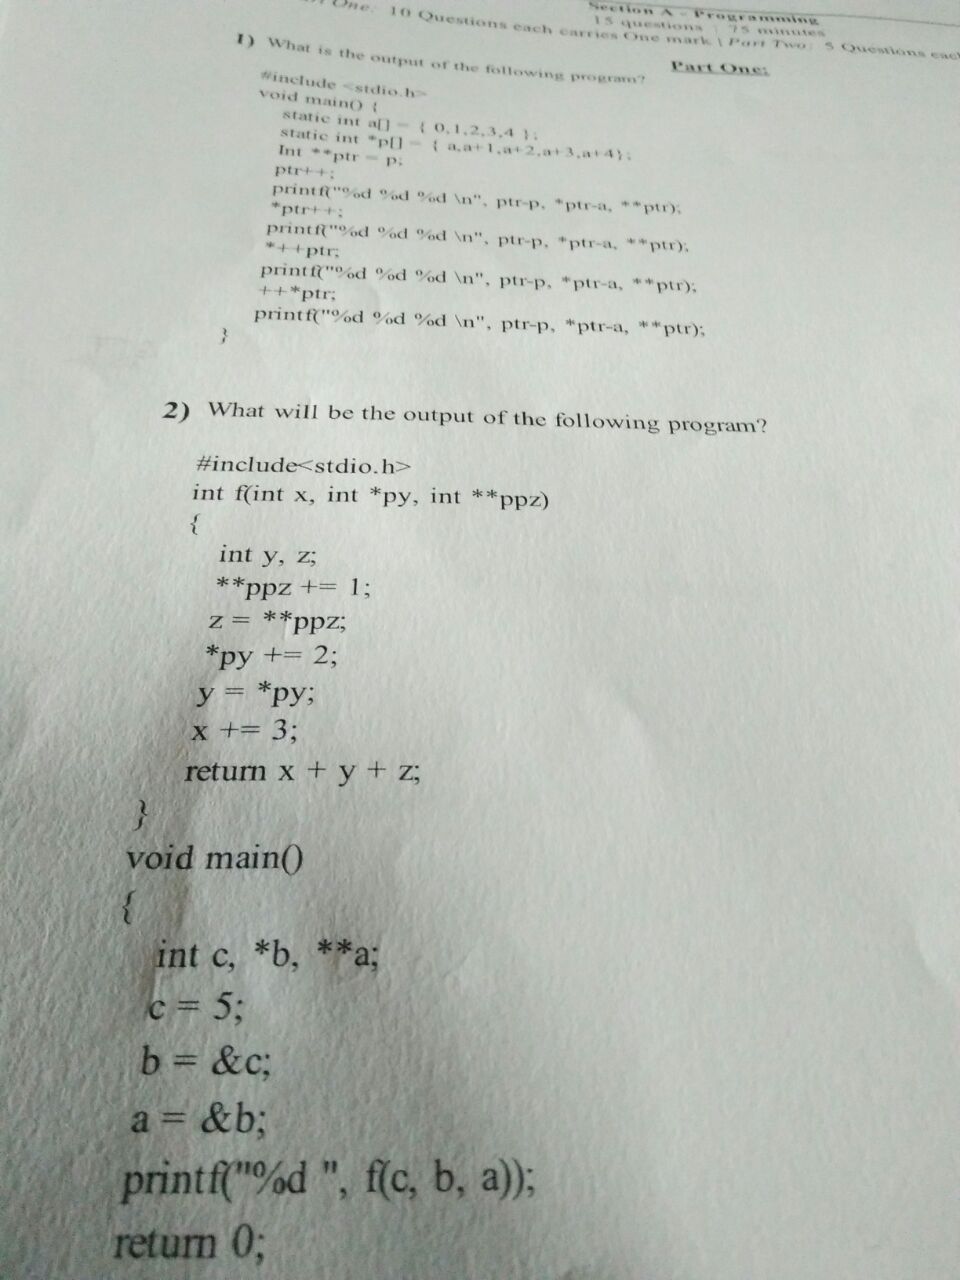 Section A - Programming
15 questions | 75 minutes
One: 10 Questions each carries One mark | Part Two: 5 Questions each
Part One:
1) What is the output of the following program?
#include <stdio.h>
void main() {
static int a[] = { 0,1,2,3,4 };
static int *p[] = { a,a+1,a+2,a+3,a+4};
Int **ptr = p;
ptr++;
printf("%d %d %d \n", ptr-p, *ptr-a, **ptr);
*ptr++;
printf("%d %d %d \n", ptr-p, *ptr-a, **ptr);
*++ptr;
printf("%d %d %d \n", ptr-p, *ptr-a, **ptr);
++*ptr;
printf("%d %d %d \n", ptr-p, *ptr-a, **ptr);
}
2) What will be the output of the following program?
#include<stdio.h>
int f(int x, int *py, int **ppz)
{
int y, z;
**ppz += 1;
z = **ppz;
*py += 2;
y = *py;
x += 3;
return x + y + z;
}
void main()
{
int c, *b, **a;
c = 5;
b = &c;
a = &b;
printf("%d ", f(c, b, a));
return 0;